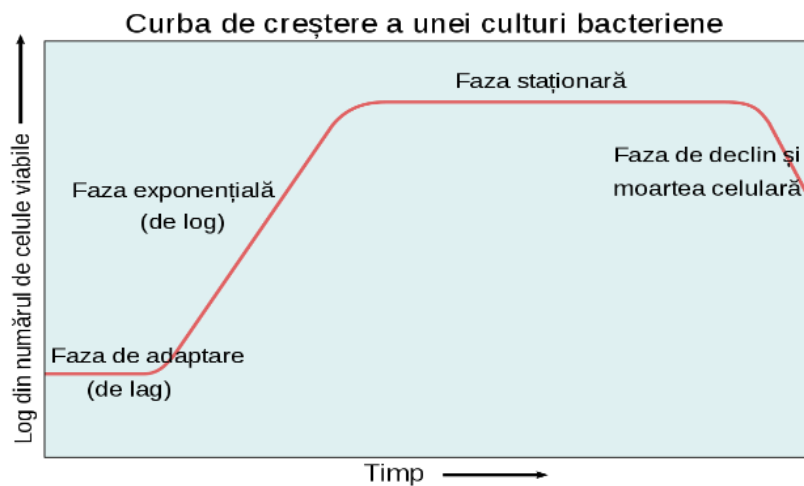 Curba de creștere a unei culturi bacteriene
Log din numărul de celule viabile
Faza staționară
Faza de declin și
moartea celulară
Faza exponențială
(de log)
Faza de adaptare
(de lag)
Timp